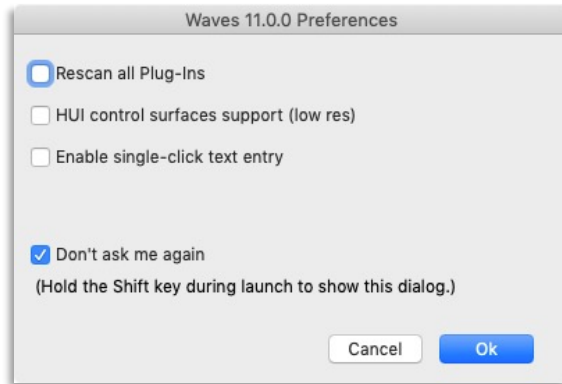 Waves 11.0.0 Preferences
Rescan all Plug-Ins
HUI control surfaces support (low res)
Enable single-click text entry
Don't ask me again
(Hold the Shift key during launch to show this dialog.)
Cancel Ok